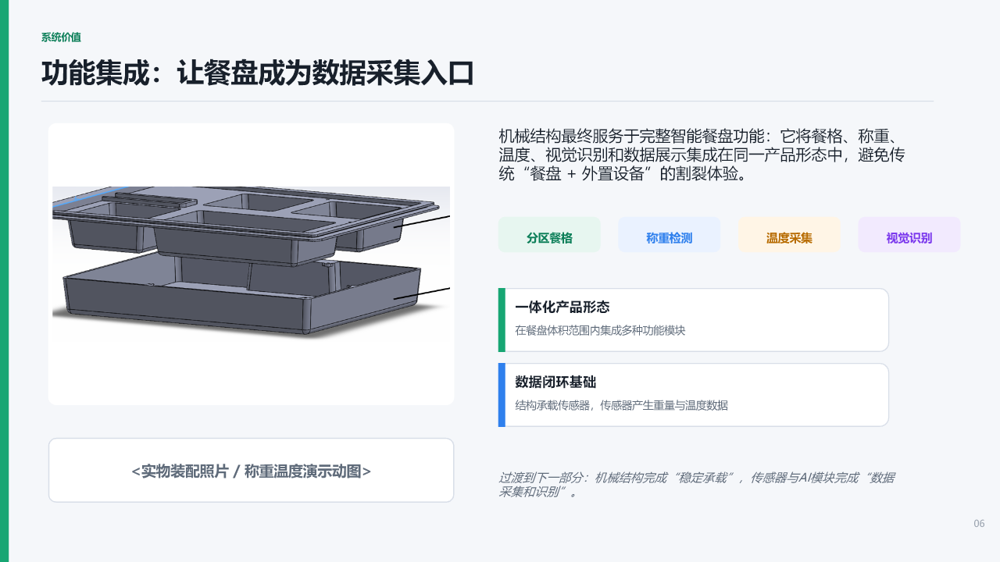 系统价值
功能集成：让餐盘成为数据采集入口
机械结构最终服务于完整智能餐盘功能：它将餐格、称重、
温度、视觉识别和数据展示集成在同一产品形态中，避免传
统“餐盘 + 外置设备”的割裂体验。
分区餐格
称重检测
温度采集
视觉识别
一体化产品形态
在餐盘体积范围内集成多种功能模块
数据闭环基础
结构承载传感器，传感器产生重量与温度数据
<实物装配照片 / 称重温度演示动图>
过渡到下一部分：机械结构完成“稳定承载”，传感器与AI模块完成“数据
采集和识别”。
06